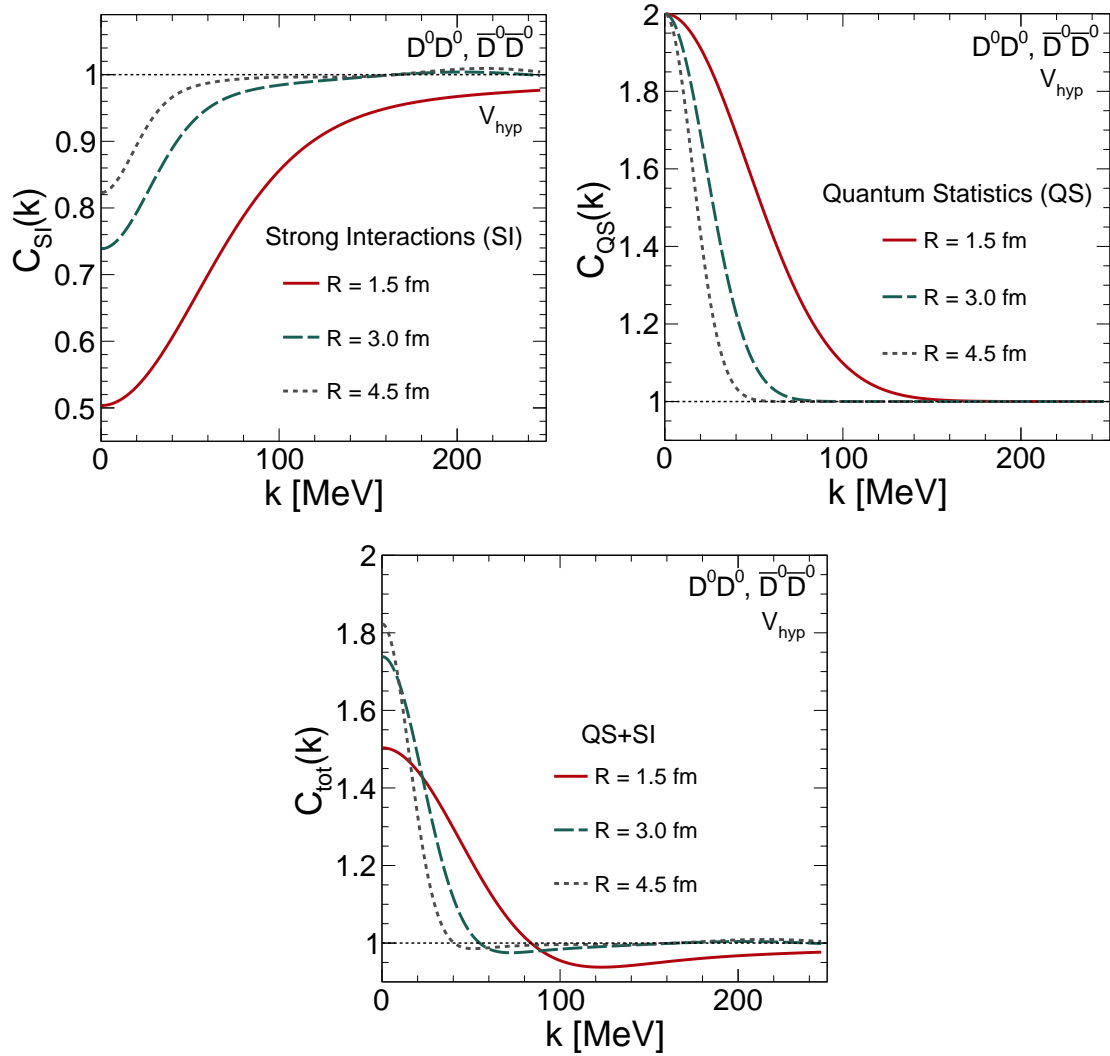 D⁰D⁰, D̅⁰D̅⁰
V_hyp
1
0.9
0.8
0.7
0.6
0.5
C_SI(k)
Strong Interactions (SI)
R = 1.5 fm
R = 3.0 fm
R = 4.5 fm
0
100
200
k [MeV]
D⁰D⁰, D̅⁰D̅⁰
V_hyp
2
1.8
1.6
1.4
1.2
1
C_QS(k)
Quantum Statistics (QS)
R = 1.5 fm
R = 3.0 fm
R = 4.5 fm
0
100
200
k [MeV]
D⁰D⁰, D̅⁰D̅⁰
V_hyp
2
1.8
1.6
1.4
1.2
1
C_tot(k)
QS+SI
R = 1.5 fm
R = 3.0 fm
R = 4.5 fm
0
100
200
k [MeV]